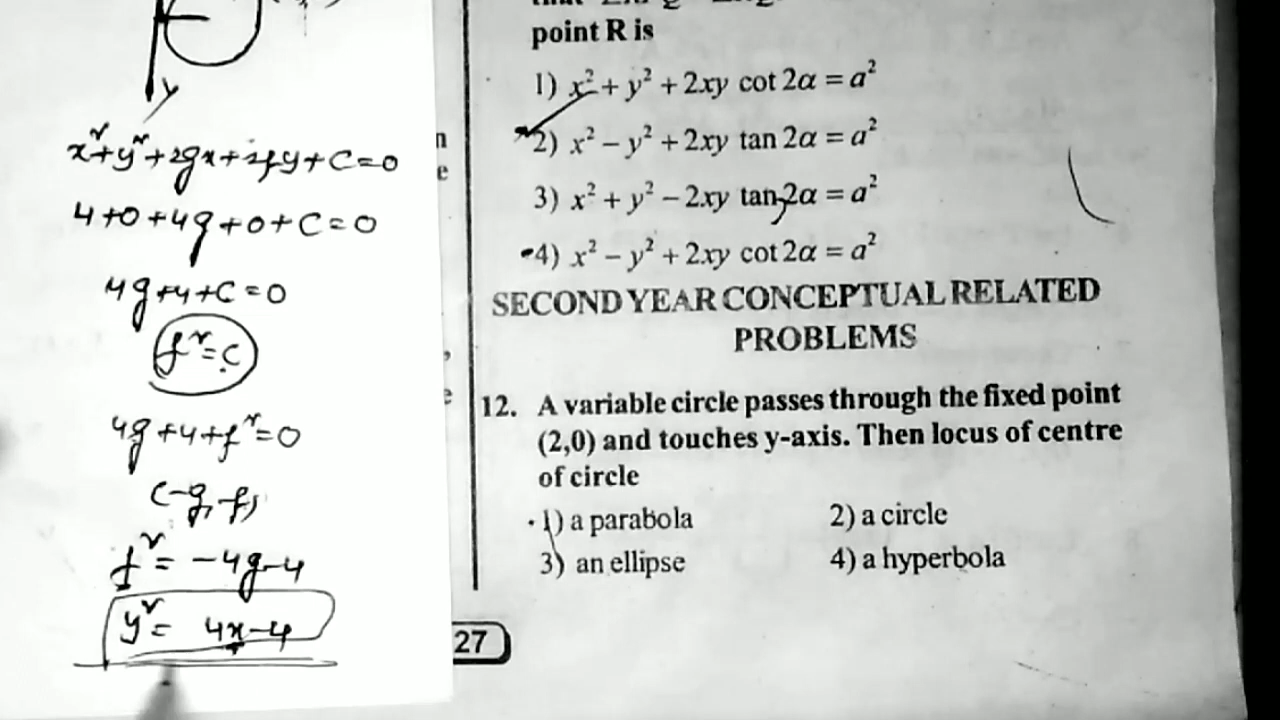 y
x²+y²+2gx+2fy+c=0
4+0+4g+0+c=0
4g+4+c=0
f²=c
4g+4+f²=0
(-g,-f)
f²=-4g-4
y²=4x-4
n
e
point R is
1) x² + y² + 2xy cot 2α = a²
2) x² − y² + 2xy tan 2α = a²
3) x² + y² − 2xy tan 2α = a²
4) x² − y² + 2xy cot 2α = a²
SECOND YEAR CONCEPTUAL RELATED
PROBLEMS
12. A variable circle passes through the fixed point
(2,0) and touches y-axis. Then locus of centre
of circle
1) a parabola 2) a circle
3) an ellipse 4) a hyperbola
27